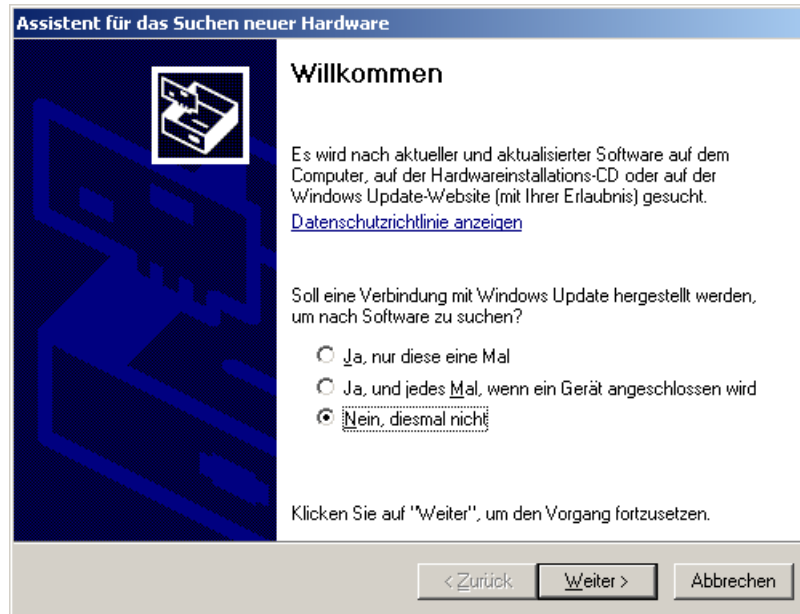 Assistent für das Suchen neuer Hardware
Willkommen
Es wird nach aktueller und aktualisierter Software auf dem
Computer, auf der Hardwareinstallations-CD oder auf der
Windows Update-Website (mit Ihrer Erlaubnis) gesucht.
Datenschutzrichtlinie anzeigen
Soll eine Verbindung mit Windows Update hergestellt werden,
um nach Software zu suchen?
Ja, nur diese eine Mal
Ja, und jedes Mal, wenn ein Gerät angeschlossen wird
Nein, diesmal nicht
Klicken Sie auf "Weiter", um den Vorgang fortzusetzen.
< Zurück Weiter > Abbrechen